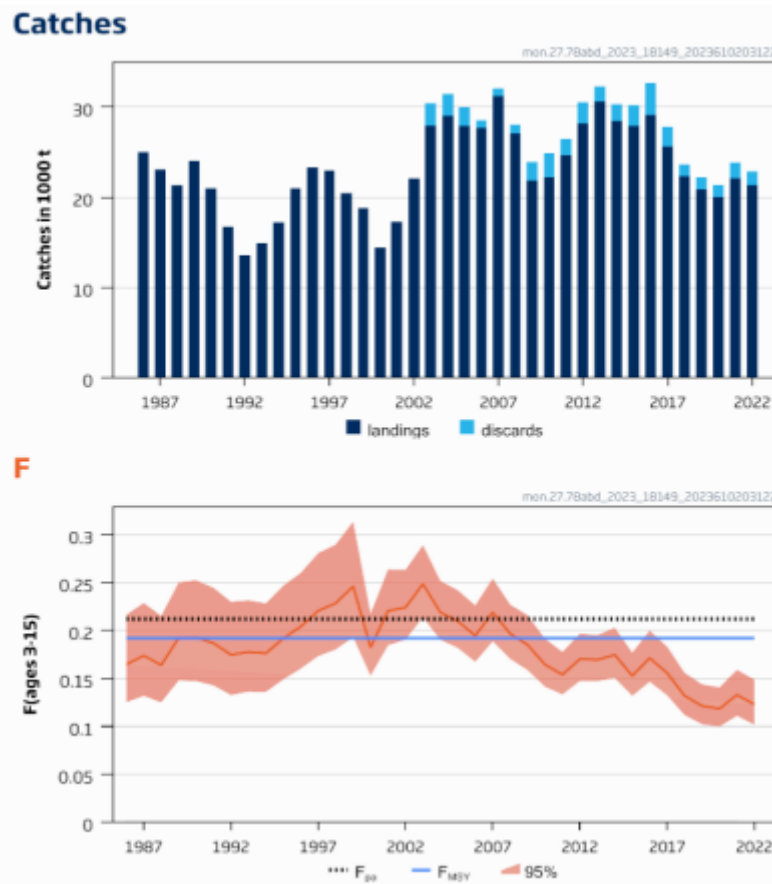 Catches
mon.27.78abd_2023_18149_202361020312
Catches in 1000 t
30
20
10
0
1987 1992 1997 2002 2007 2012 2017 2022
landings discards
F
mon.27.78abd_2023_18149_202361020312
F(ages 3-15)
0.3
0.25
0.2
0.15
0.1
0.05
0
1987 1992 1997 2002 2007 2012 2017 2022
Fpa FMSY 95%